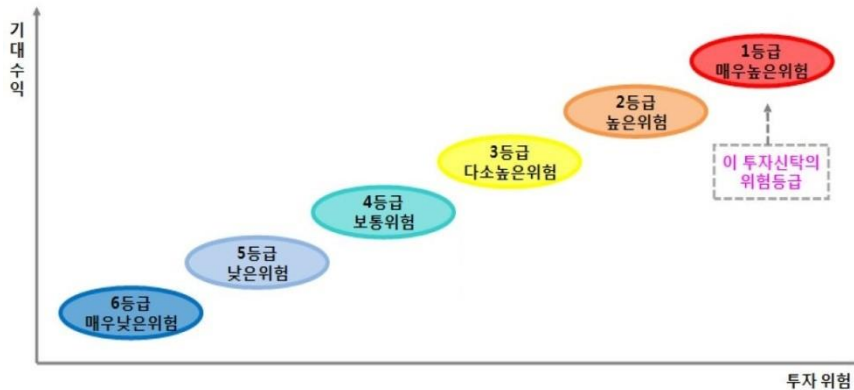 기대수익
1등급
매우높은위험
2등급
높은위험
3등급
다소높은위험
이 투자신탁의
위험등급
4등급
보통위험
5등급
낮은위험
6등급
매우낮은위험
투자 위험